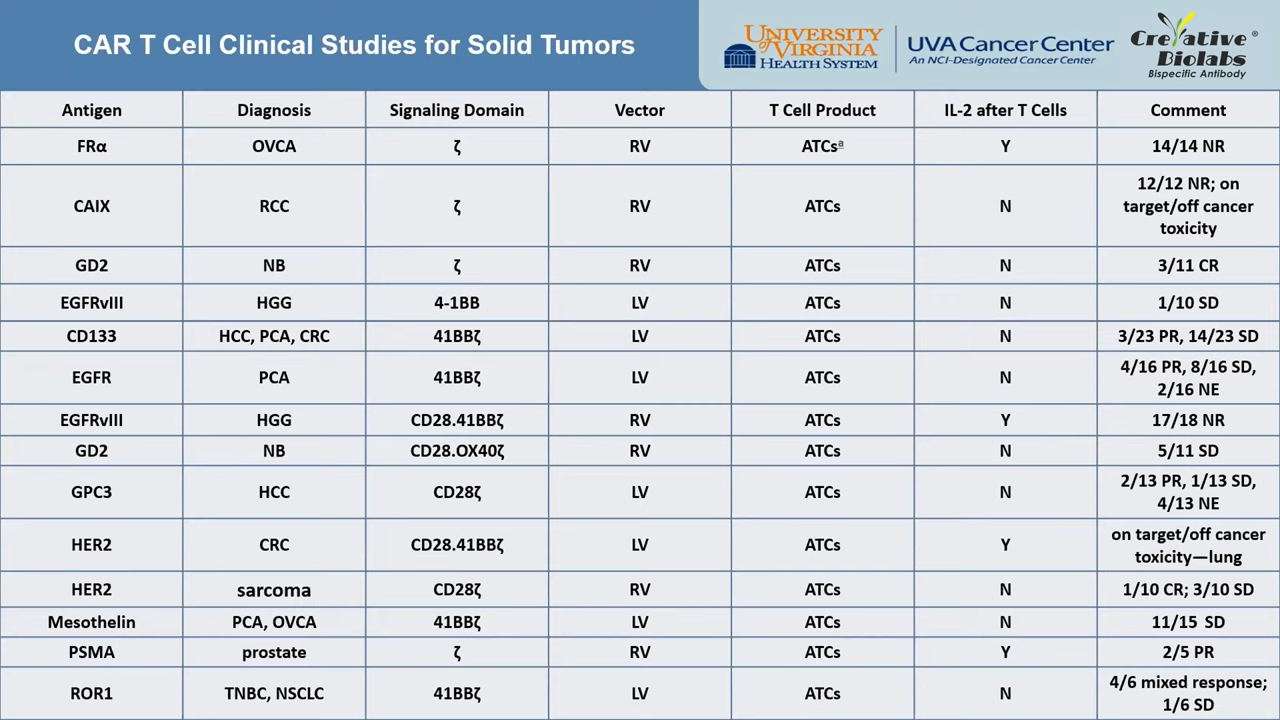 CAR T Cell Clinical Studies for Solid Tumors
UNIVERSITY
of VIRGINIA
HEALTH SYSTEM
UVA Cancer Center
An NCI-Designated Cancer Center
Creative ®
Biolabs
Bispecific Antibody
Antigen Diagnosis Signaling Domain Vector T Cell Product IL-2 after T Cells Comment
FRα OVCA ζ RV ATCsª Y 14/14 NR
CAIX RCC ζ RV ATCs N 12/12 NR; on
target/off cancer
toxicity
GD2 NB ζ RV ATCs N 3/11 CR
EGFRvIII HGG 4-1BB LV ATCs N 1/10 SD
CD133 HCC, PCA, CRC 41BBζ LV ATCs N 3/23 PR, 14/23 SD
EGFR PCA 41BBζ LV ATCs N 4/16 PR, 8/16 SD,
2/16 NE
EGFRvIII HGG CD28.41BBζ RV ATCs Y 17/18 NR
GD2 NB CD28.OX40ζ RV ATCs N 5/11 SD
GPC3 HCC CD28ζ LV ATCs N 2/13 PR, 1/13 SD,
4/13 NE
HER2 CRC CD28.41BBζ LV ATCs Y on target/off cancer
toxicity—lung
HER2 sarcoma CD28ζ RV ATCs N 1/10 CR; 3/10 SD
Mesothelin PCA, OVCA 41BBζ LV ATCs N 11/15 SD
PSMA prostate ζ RV ATCs Y 2/5 PR
ROR1 TNBC, NSCLC 41BBζ LV ATCs N 4/6 mixed response;
1/6 SD